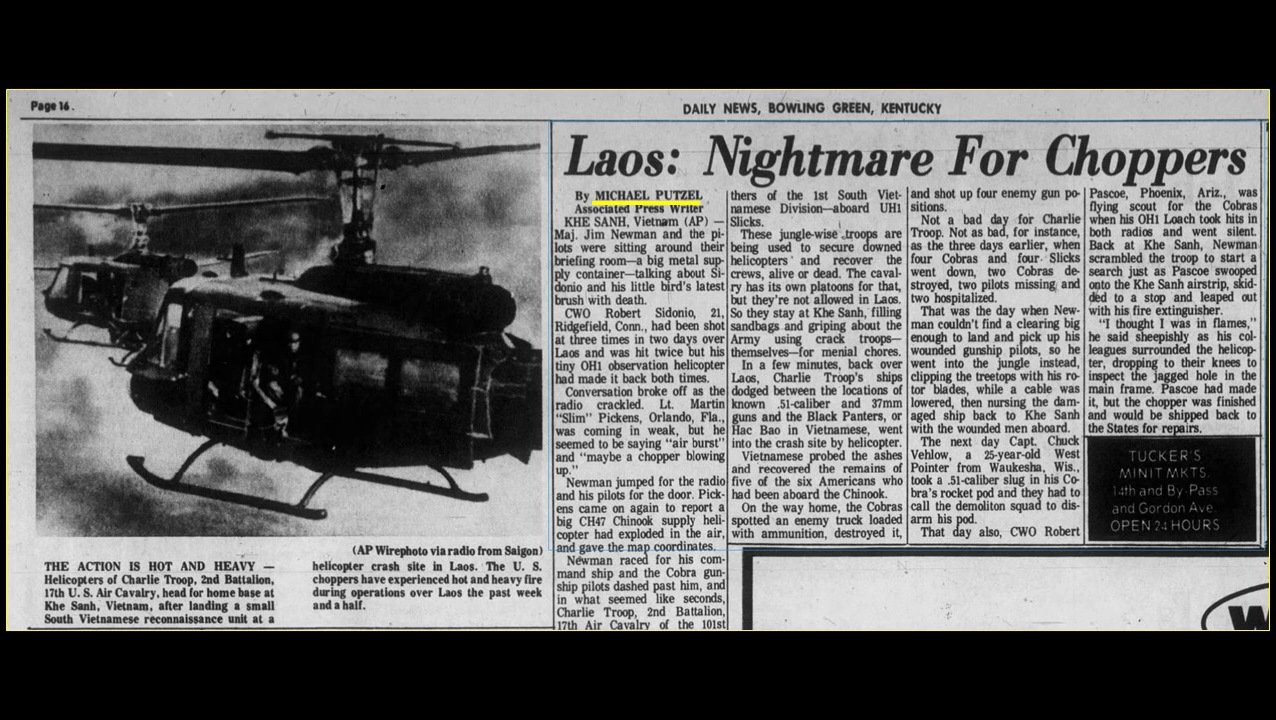 Page 16.
DAILY NEWS, BOWLING GREEN, KENTUCKY
Laos: Nightmare For Choppers
By MICHAEL PUTZEL
Associated Press Writer
KHE SANH, Vietnam (AP) —
Maj. Jim Newman and the pi-
lots were sitting around their
briefing room—a big metal sup-
ply container—talking about Si-
donio and his little bird's latest
brush with death.
CWO Robert Sidonio, 21,
Ridgefield, Conn., had been shot
at three times in two days over
Laos and was hit twice but his
tiny OH1 observation helicopter
had made it back both times.
Conversation broke off as the
radio crackled. Lt. Martin
"Slim" Pickens, Orlando, Fla.,
was coming in weak, but he
seemed to be saying "air burst"
and "maybe a chopper blowing
up."
Newman jumped for the radio
and his pilots for the door. Pick-
ens came on again to report a
big CH47 Chinook supply heli-
copter had exploded in the air,
and gave the map coordinates.
Newman raced for his com-
mand ship and the Cobra gun-
ship pilots dashed past him, and
in what seemed like seconds,
Charlie Troop, 2nd Battalion,
17th Air Cavalry of the 101st
thers of the 1st South Viet-
namese Division—aboard UH1
Slicks.
These jungle-wise troops are
being used to secure downed
helicopters and recover the
crews, alive or dead. The caval-
ry has its own platoons for that,
but they're not allowed in Laos.
So they stay at Khe Sanh, filling
sandbags and griping about the
Army using crack troops—
themselves—for menial chores.
In a few minutes, back over
Laos, Charlie Troop's ships
dodged between the locations of
known .51-caliber and 37mm
guns and the Black Panters, or
Hac Bao in Vietnamese, went
into the crash site by helicopter.
Vietnamese probed the ashes
and recovered the remains of
five of the six Americans who
had been aboard the Chinook.
On the way home, the Cobras
spotted an enemy truck loaded
with ammunition, destroyed it,
and shot up four enemy gun po-
sitions.
Not a bad day for Charlie
Troop. Not as bad, for instance,
as the three days earlier, when
four Cobras and four Slicks
went down, two Cobras de-
stroyed, two pilots missing and
two hospitalized.
That was the day when New-
man couldn't find a clearing big
enough to land and pick up his
wounded gunship pilots, so he
went into the jungle instead,
clipping the treetops with his ro-
tor blades, while a cable was
lowered, then nursing the dam-
aged ship back to Khe Sanh
with the wounded men aboard.
The next day Capt. Chuck
Vehlow, a 25-year-old West
Pointer from Waukesha, Wis.,
took a .51-caliber slug in his Co-
bra's rocket pod and they had to
call the demoliton squad to dis-
arm his pod.
That day also, CWO Robert
Pascoe, Phoenix, Ariz., was
flying scout for the Cobras
when his OH1 Loach took hits in
both radios and went silent.
Back at Khe Sanh, Newman
scrambled the troop to start a
search just as Pascoe swooped
onto the Khe Sanh airstrip, skid-
ded to a stop and leaped out
with his fire extinguisher.
"I thought I was in flames,"
he said sheepishly as his col-
leagues surrounded the helicop-
ter, dropping to their knees to
inspect the jagged hole in the
main frame. Pascoe had made
it, but the chopper was finished
and would be shipped back to
the States for repairs.
TUCKER'S
MINIT MKTS.
14th and By-Pass
and Gordon Ave.
OPEN 24 HOURS
(AP Wirephoto via radio from Saigon)
THE ACTION IS HOT AND HEAVY —
Helicopters of Charlie Troop, 2nd Battalion,
17th U. S. Air Cavalry, head for home base at
Khe Sanh, Vietnam, after landing a small
South Vietnamese reconnaissance unit at a
helicopter crash site in Laos. The U. S.
choppers have experienced hot and heavy fire
during operations over Laos the past week
and a half.